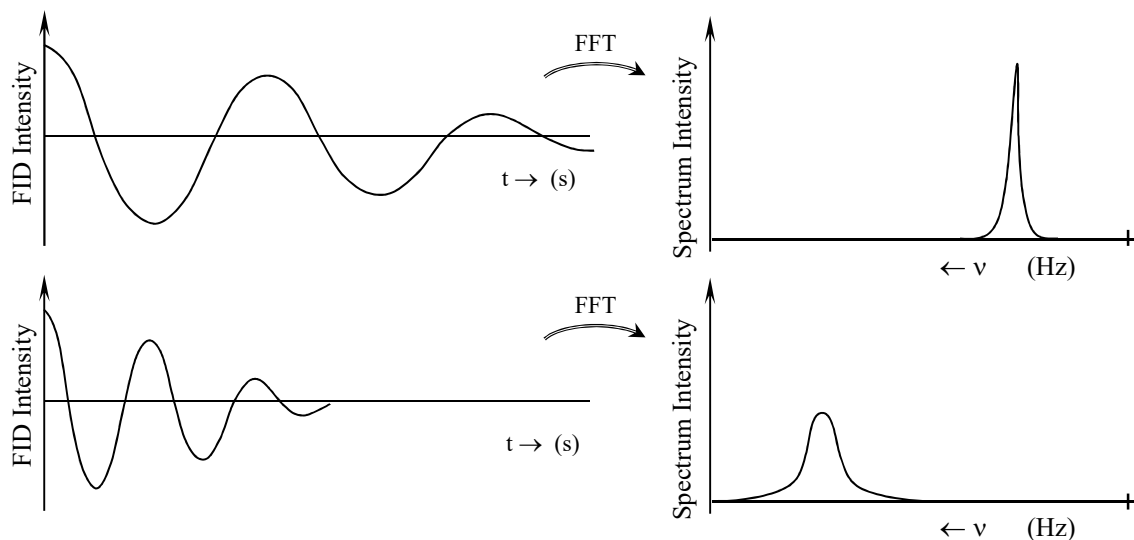 FID Intensity
t → (s)
FFT
Spectrum Intensity
← ν (Hz)
FID Intensity
t → (s)
FFT
Spectrum Intensity
← ν (Hz)